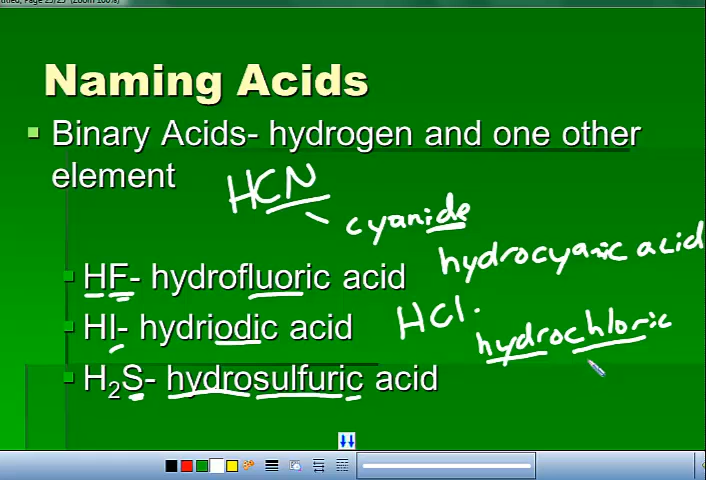 Naming Acids
Binary Acids- hydrogen and one other
element
HCN
cyanide
hydrocyanic acid
HF- hydrofluoric acid
HI- hydriodic acid
HCl.
hydrochloric
H₂S- hydrosulfuric acid